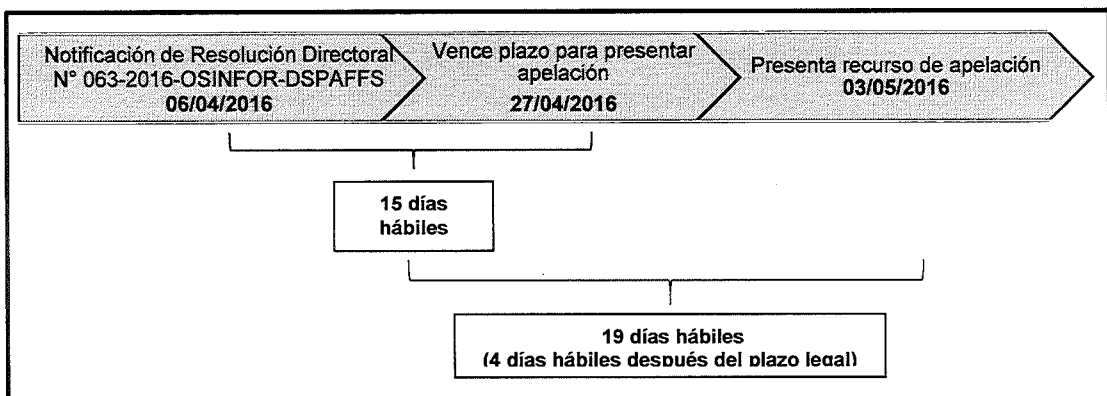 Notificación de Resolución Directoral
N° 063-2016-OSINFOR-DSPAFFS
06/04/2016
Vence plazo para presentar
apelación
27/04/2016
Presenta recurso de apelación
03/05/2016
15 días
hábiles
19 días hábiles
(4 días hábiles después del plazo legal)